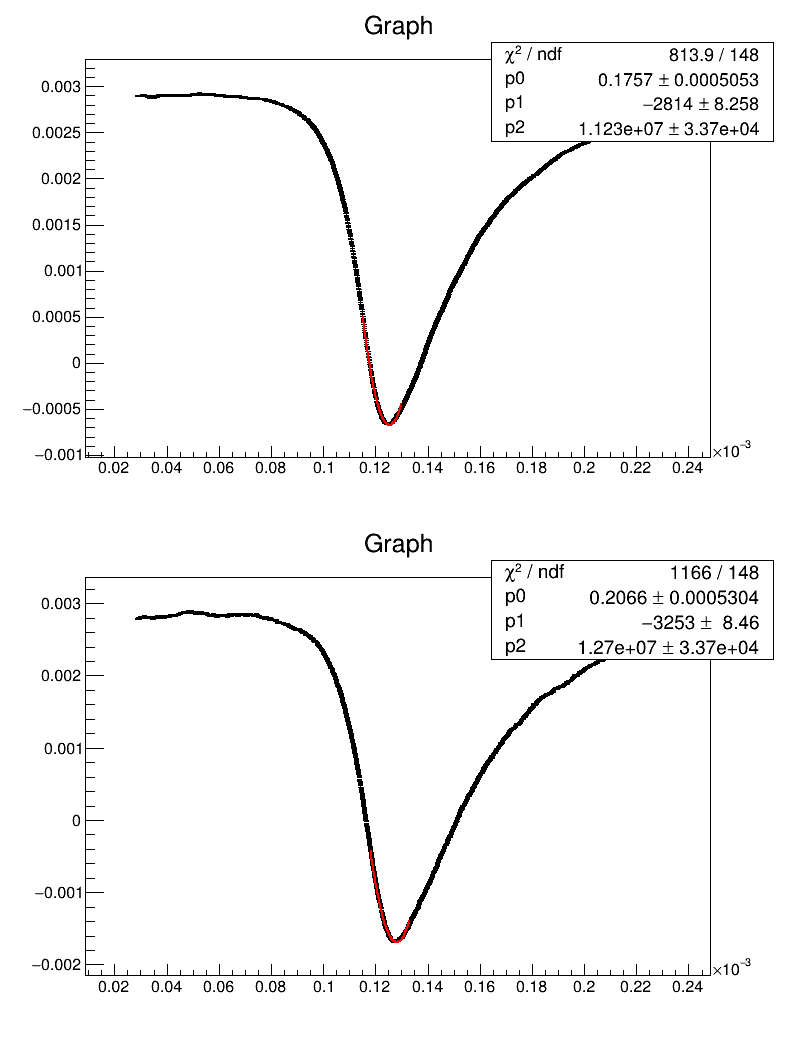 Graph
χ² / ndf 813.9 / 148
p0 0.1757 ± 0.0005053
p1 −2814 ± 8.258
p2 1.123e+07 ± 3.37e+04
0.003
0.0025
0.002
0.0015
0.001
0.0005
0
−0.0005
−0.001
0.02 0.04 0.06 0.08 0.1 0.12 0.14 0.16 0.18 0.2 0.22 0.24
×10⁻³
Graph
χ² / ndf 1166 / 148
p0 0.2066 ± 0.0005304
p1 −3253 ± 8.46
p2 1.27e+07 ± 3.37e+04
0.003
0.002
0.001
0
−0.001
−0.002
0.02 0.04 0.06 0.08 0.1 0.12 0.14 0.16 0.18 0.2 0.22 0.24
×10⁻³